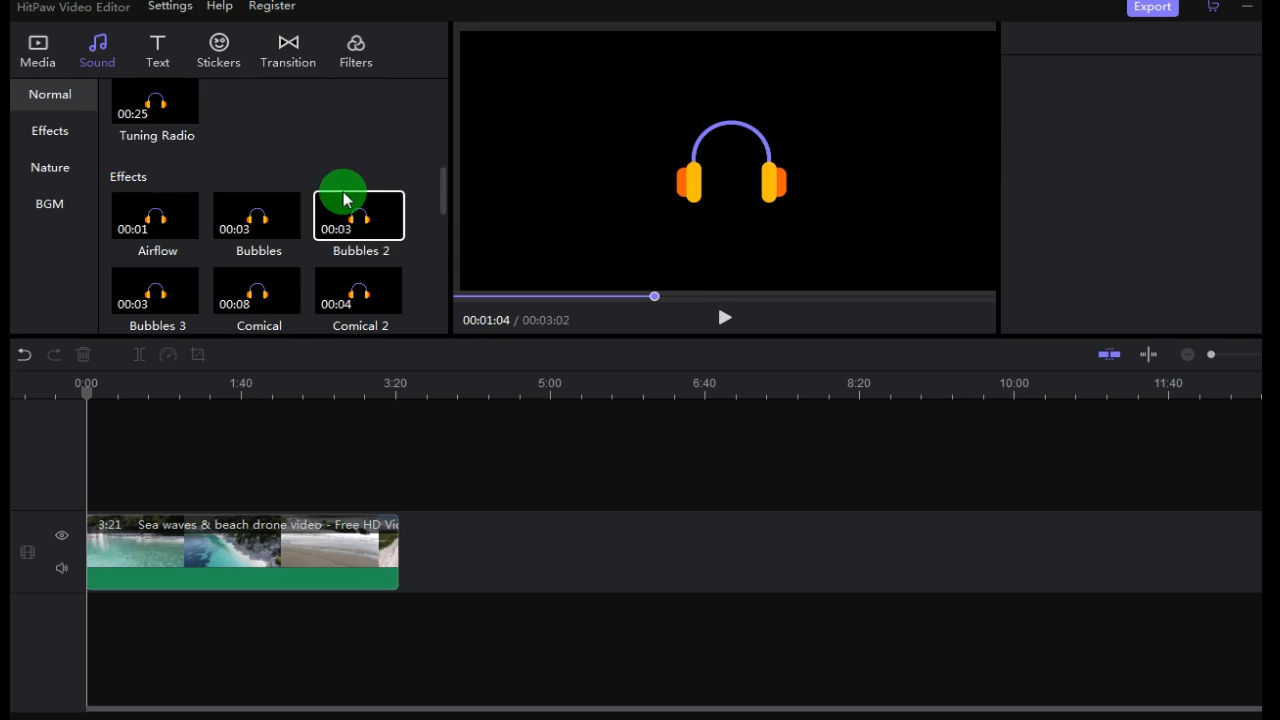 HitPaw Video Editor Settings Help Register Export
Media Sound Text Stickers Transition Filters
Normal
Effects
Nature
BGM
00:25
Tuning Radio
Effects
00:01 00:03 00:03
Airflow Bubbles Bubbles 2
00:03 00:08 00:04
Bubbles 3 Comical Comical 2
00:01:04 / 00:03:02
0:00 1:40 3:20 5:00 6:40 8:20 10:00 11:40
3:21 Sea waves & beach drone video - Free HD